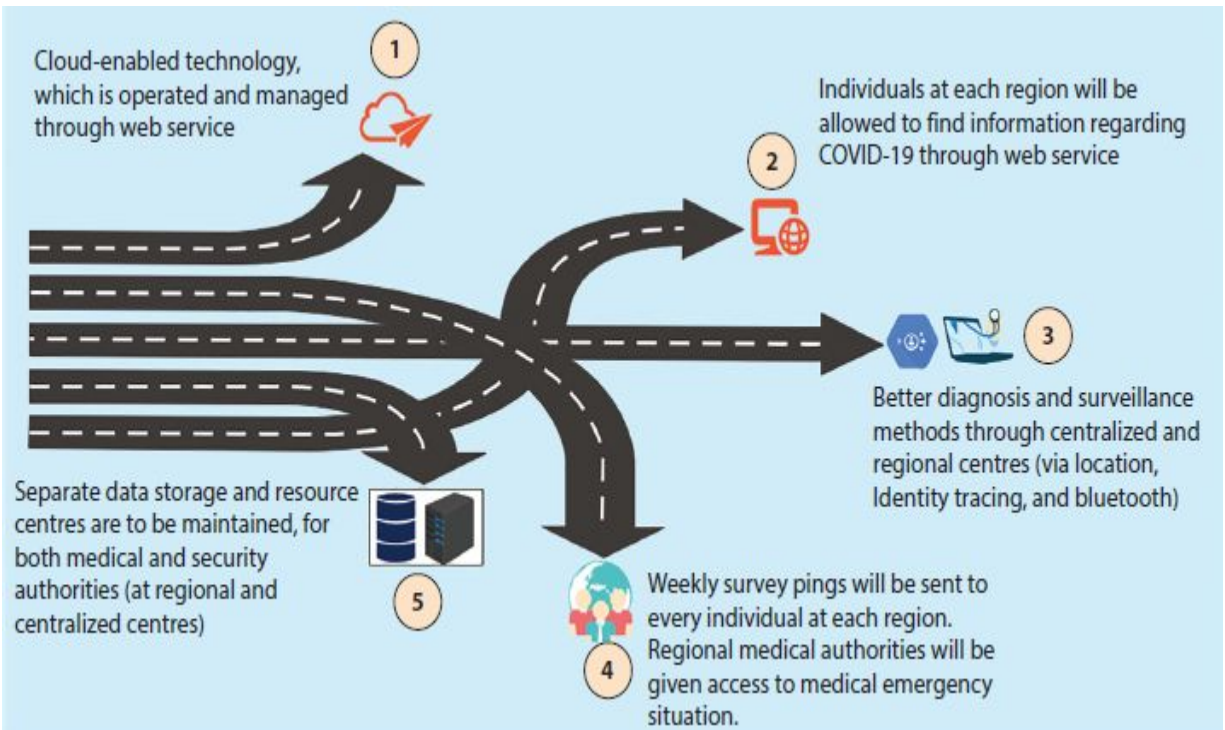 1
Cloud-enabled technology,
which is operated and managed
through web service
2
Individuals at each region will be
allowed to find information regarding
COVID-19 through web service
3
Better diagnosis and surveillance
methods through centralized and
regional centres (via location,
Identity tracing, and bluetooth)
4
Weekly survey pings will be sent to
every individual at each region.
Regional medical authorities will be
given access to medical emergency
situation.
5
Separate data storage and resource
centres are to be maintained, for
both medical and security
authorities (at regional and
centralized centres)